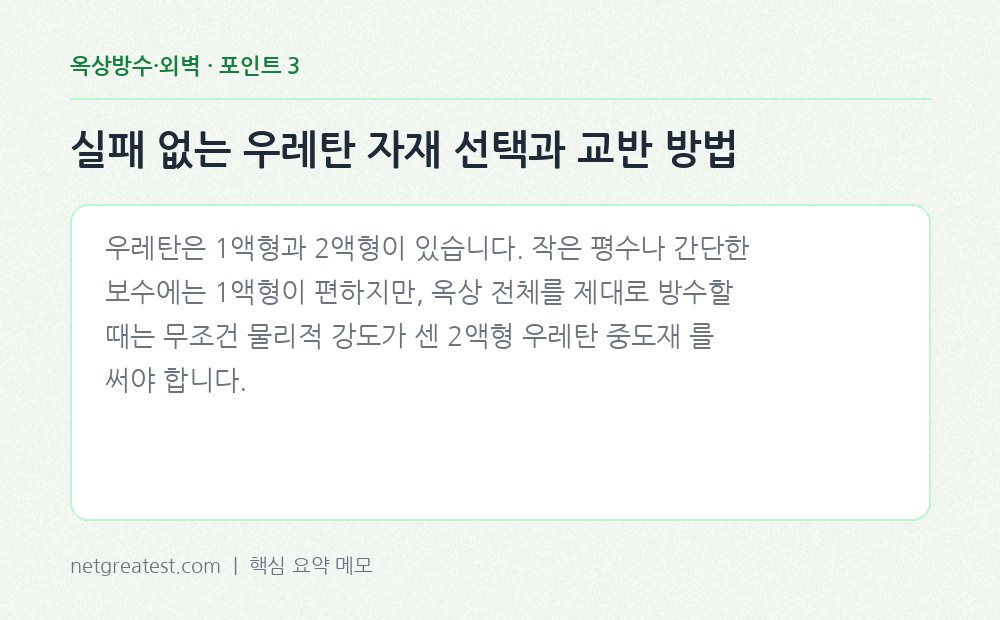 옥상방수·외벽 · 포인트 3
실패 없는 우레탄 자재 선택과 교반 방법
우레탄은 1액형과 2액형이 있습니다. 작은 평수나 간단한
보수에는 1액형이 편하지만, 옥상 전체를 제대로 방수할
때는 무조건 물리적 강도가 센 2액형 우레탄 중도재 를
써야 합니다.
netgreatest.com | 핵심 요약 메모